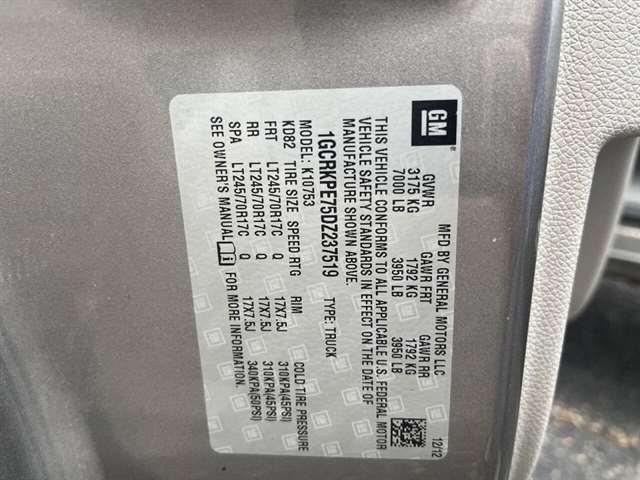 GM
MFD BY GENERAL MOTORS LLC 12/12
GVWR GAWR FRT GAWR RR
3175 KG 1792 KG 1792 KG
7000 LB 3950 LB 3950 LB
THIS VEHICLE CONFORMS TO ALL APPLICABLE U.S. FEDERAL MOTOR
VEHICLE SAFETY STANDARDS IN EFFECT ON THE DATE OF
MANUFACTURE SHOWN ABOVE.
1GCRKPE75DZ237519 TYPE: TRUCK
MODEL: K10753
KD82 TIRE SIZE SPEED RTG RIM COLD TIRE PRESSURE
FRT LT245/70R17C Q 17X7.5J 310KPA(45PSI)
RR LT245/70R17C Q 17X7.5J 310KPA(45PSI)
SPA LT245/70R17C Q 17X7.5J 340KPA(50PSI)
SEE OWNER'S MANUAL FOR MORE INFORMATION.